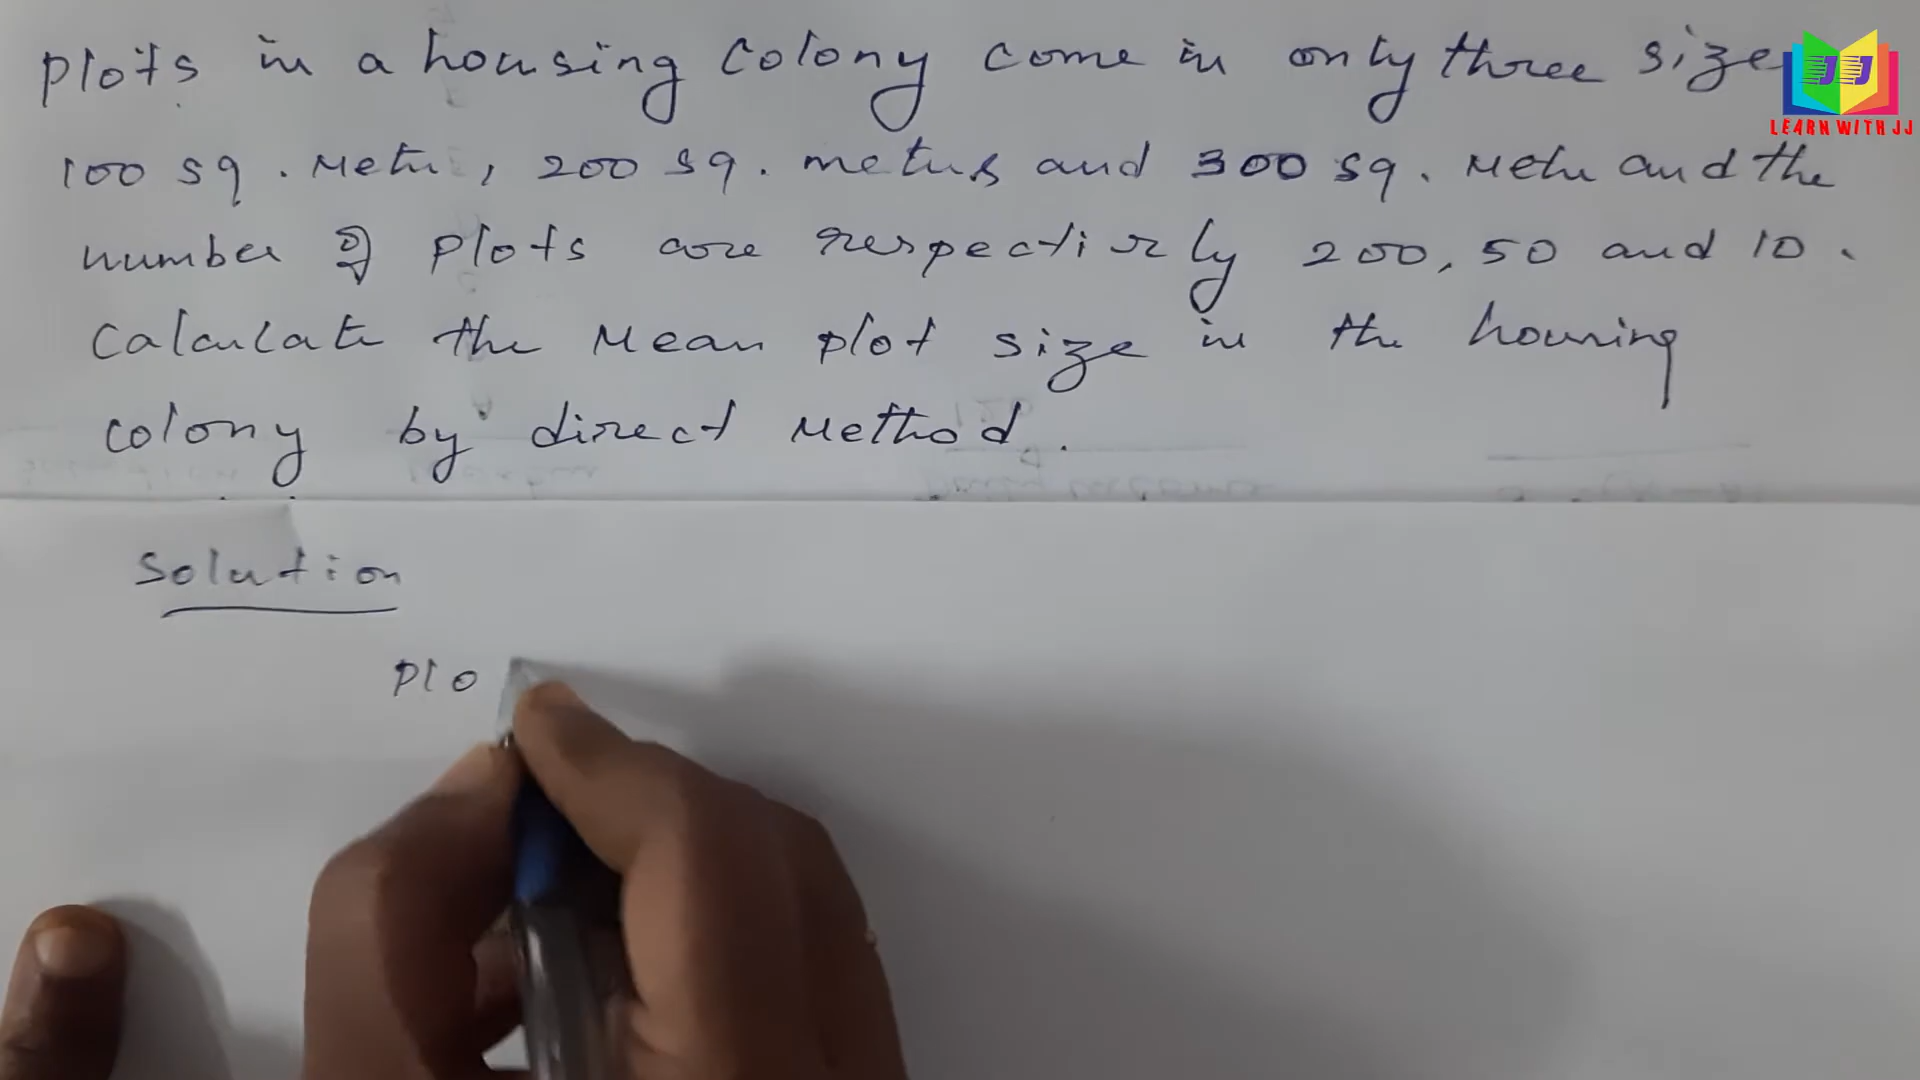 Plots in a housing colony come in only three size
100 sq. Metre, 200 sq. metres and 300 sq. Metre and the
number of plots are respectively 200, 50 and 10.
Calculate the Mean plot size in the housing
colony by direct Method.
Solution
Plo
JJ
LEARN WITH JJ